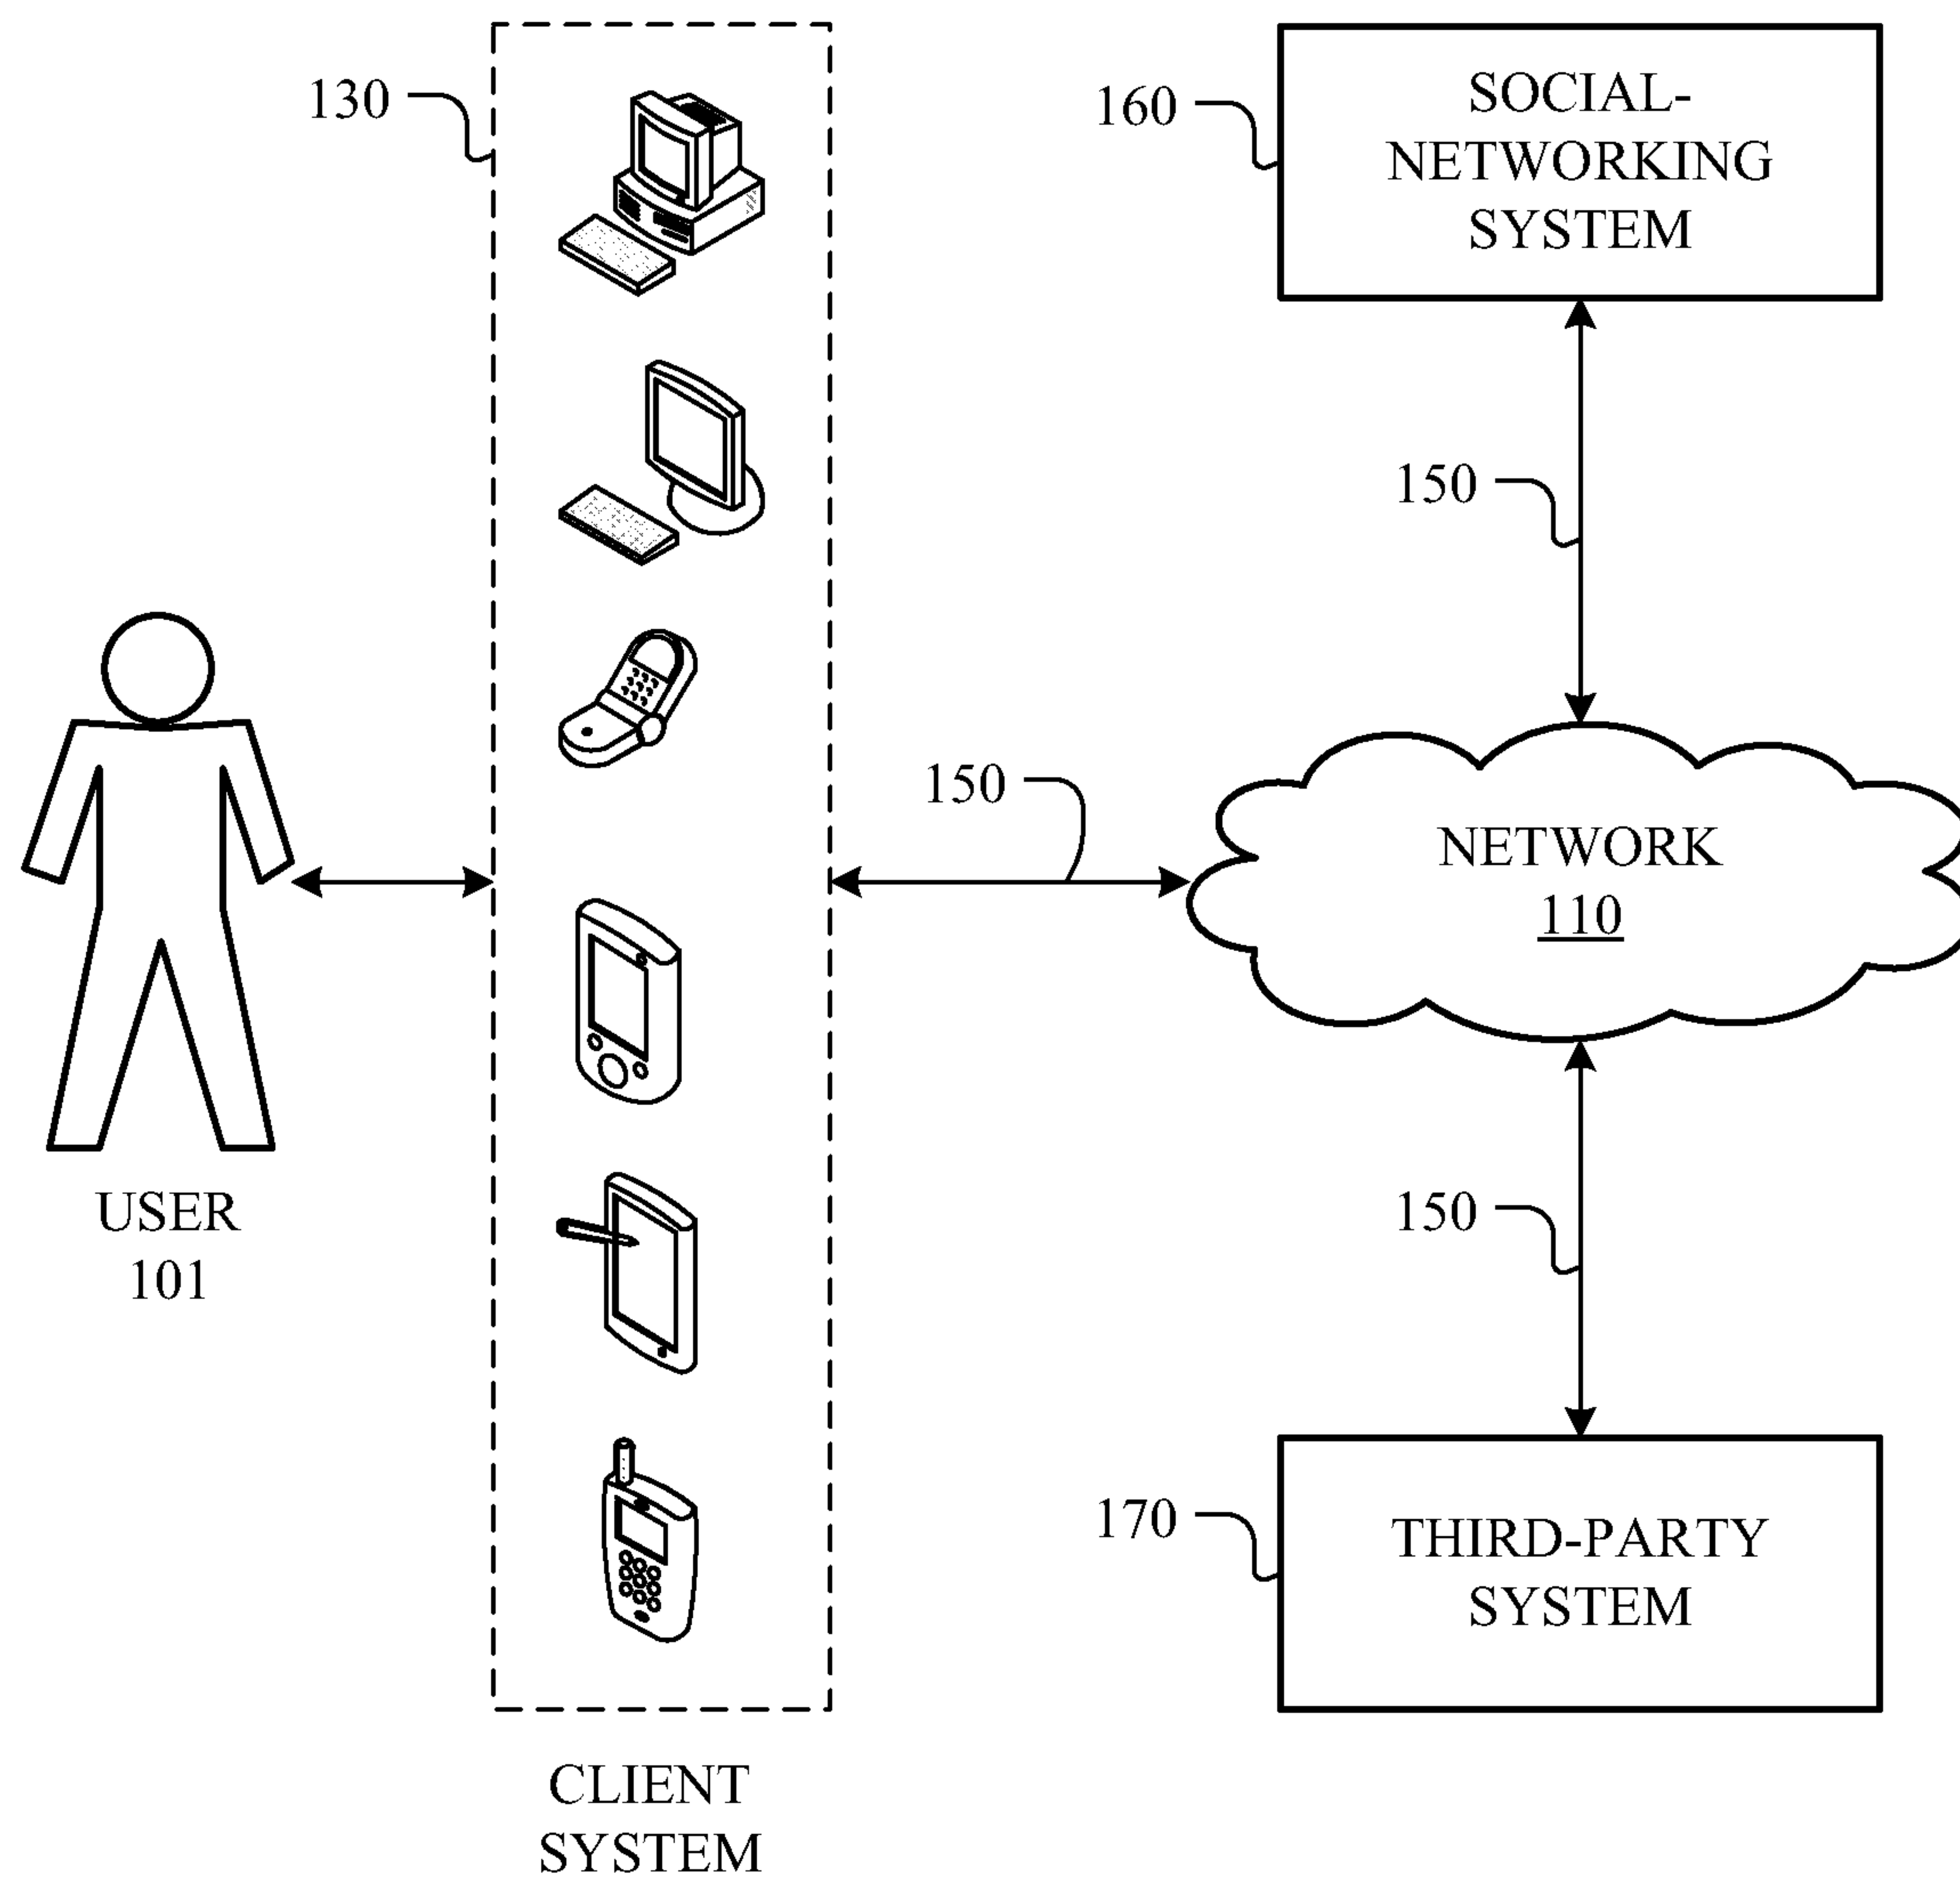 130
160
SOCIAL-
NETWORKING
SYSTEM
150
150
NETWORK
110
USER
101
150
170
THIRD-PARTY
SYSTEM
CLIENT
SYSTEM